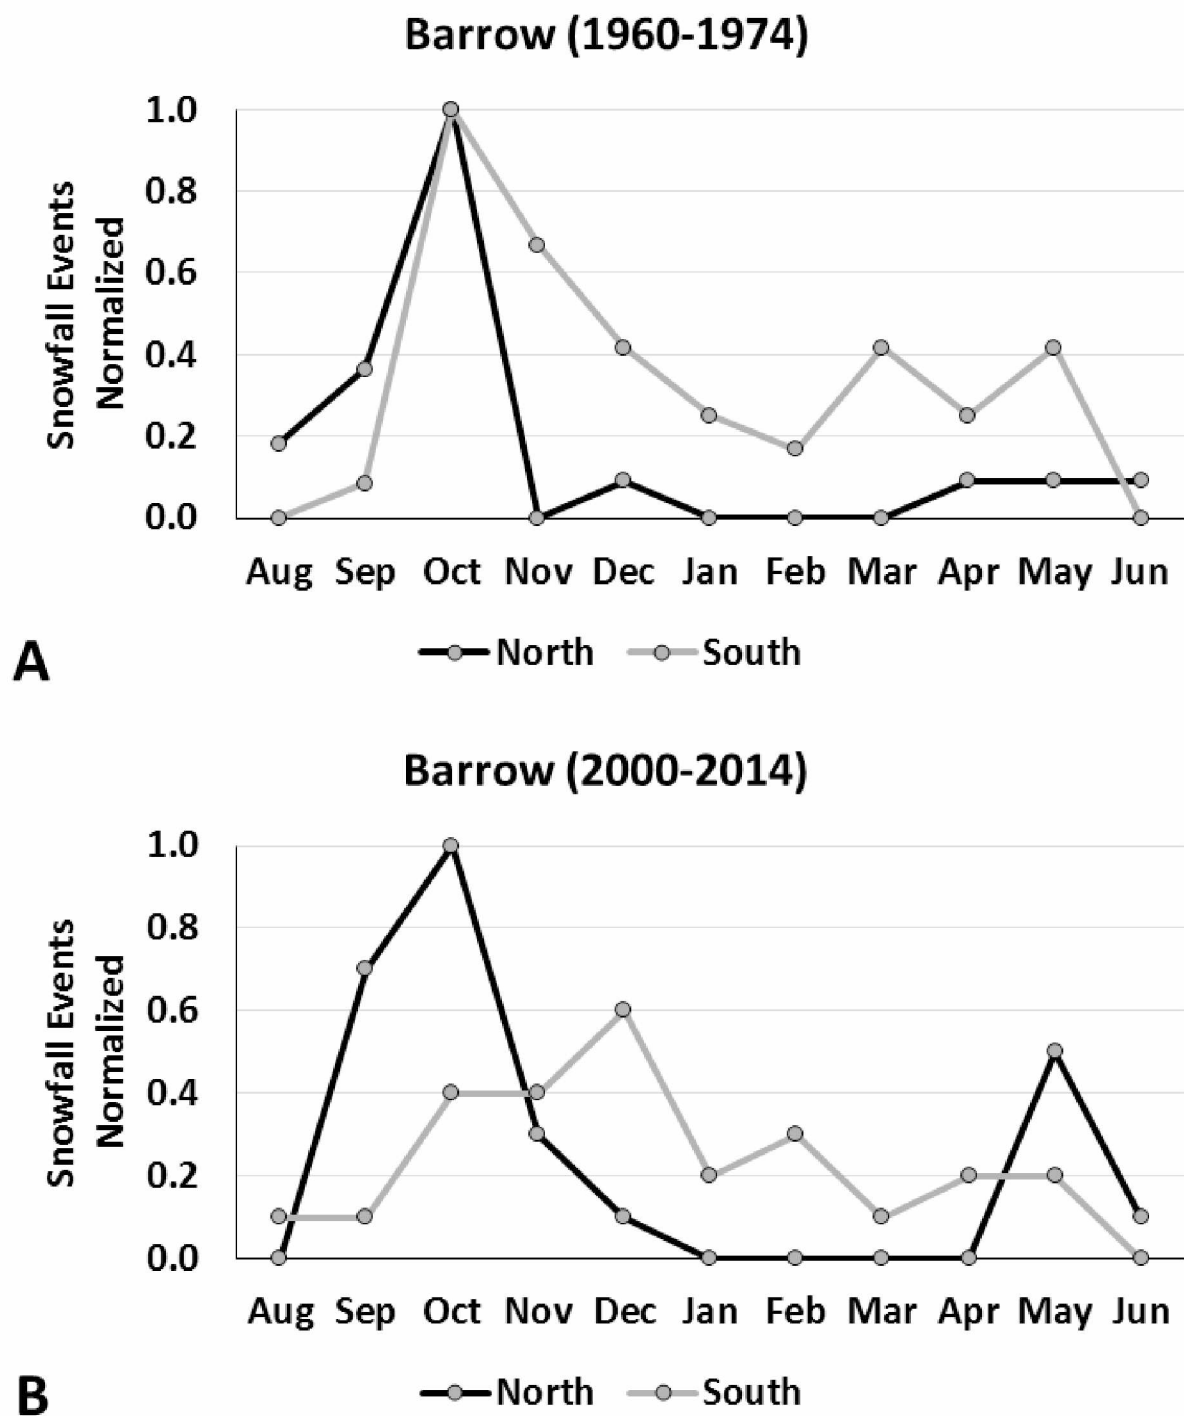 Barrow (1960-1974)
Snowfall Events
Normalized
1.0
0.8
0.6
0.4
0.2
0.0
Aug Sep Oct Nov Dec Jan Feb Mar Apr May Jun
North South
A
Barrow (2000-2014)
Snowfall Events
Normalized
1.0
0.8
0.6
0.4
0.2
0.0
Aug Sep Oct Nov Dec Jan Feb Mar Apr May Jun
North South
B